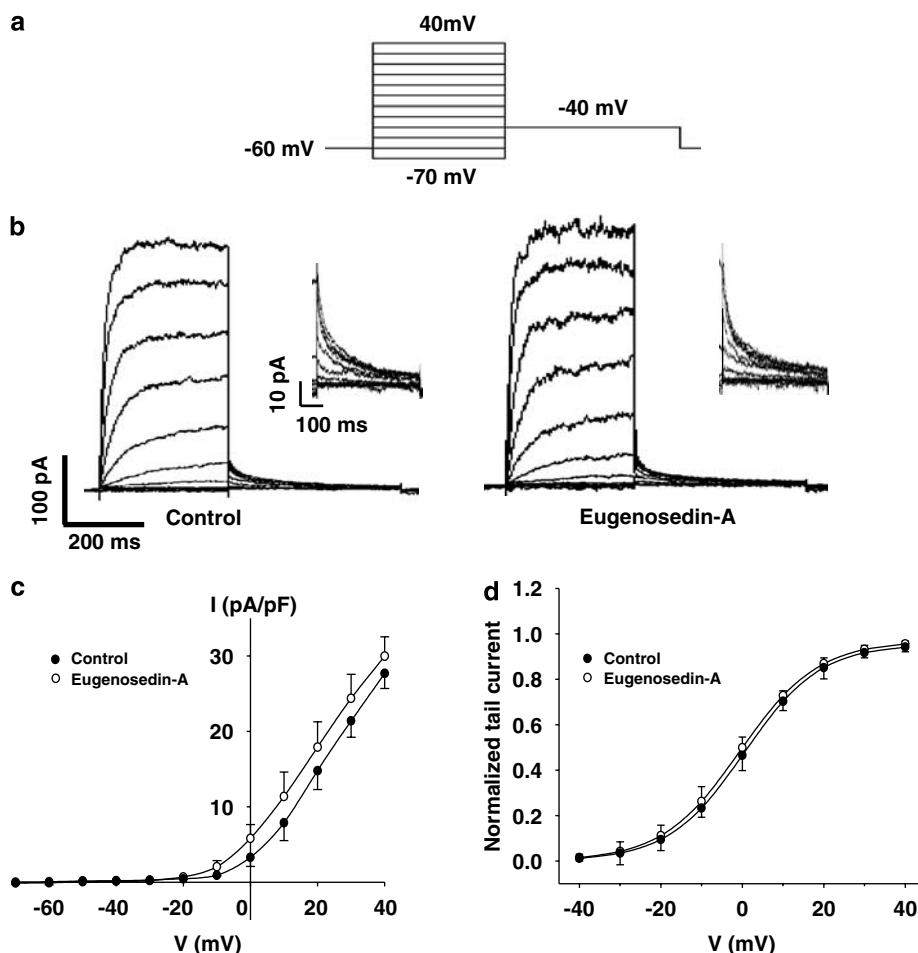 a
40mV
-40 mV
-60 mV
-70 mV
b
100 pA
200 ms
Control
10 pA
100 ms
Eugenosedin-A
c
I (pA/pF)
Control
Eugenosedin-A
30
20
10
-60 -40 -20 0 20 40
V (mV)
d
Normalized tail current
1.2
1.0
0.8
0.6
0.4
0.2
0.0
Control
Eugenosedin-A
-40 -20 0 20 40
V (mV)